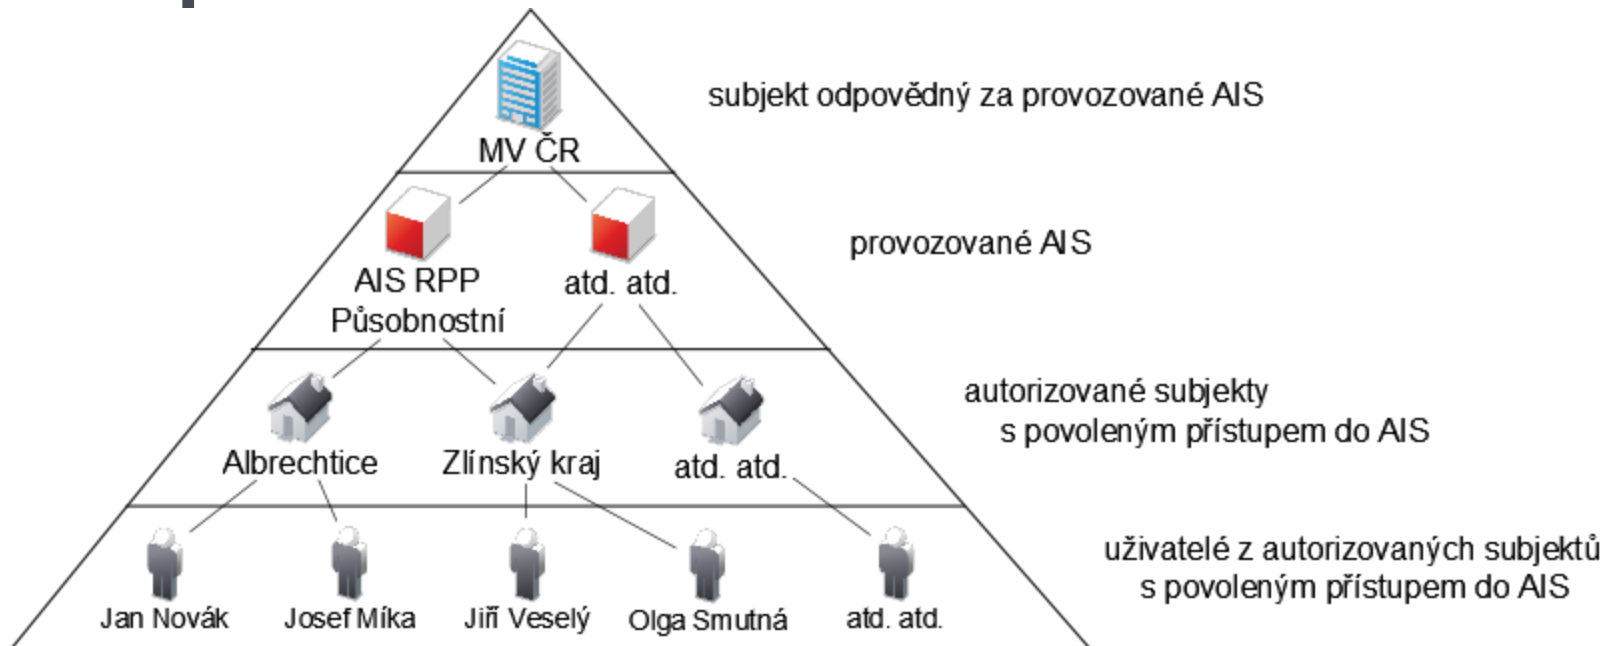 subjekt odpovědný za provozované AIS
MV ČR
provozované AIS
AIS RPP
Působnostní
atd. atd.
autorizované subjekty
s povoleným přístupem do AIS
Albrechtice
Zlínský kraj
atd. atd.
uživatelé z autorizovaných subjektů
s povoleným přístupem do AIS
Jan Novák
Josef Míka
Jiří Veselý
Olga Smutná
atd. atd.